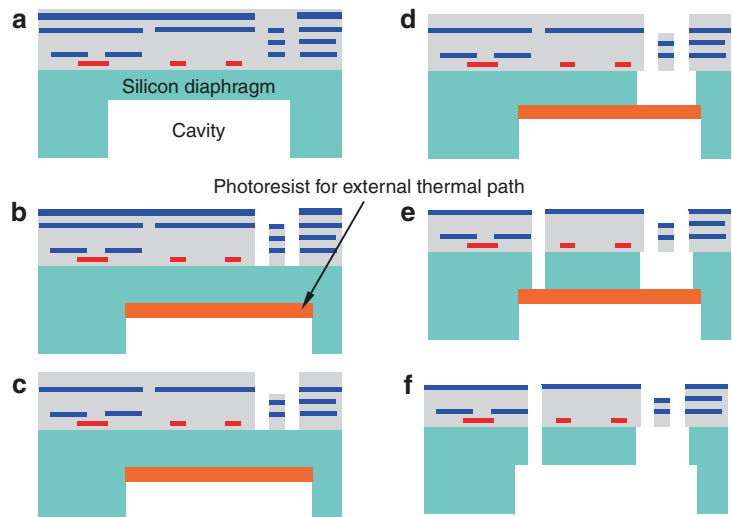 a
Silicon diaphragm
Cavity
Photoresist for external thermal path
b
c
d
e
f